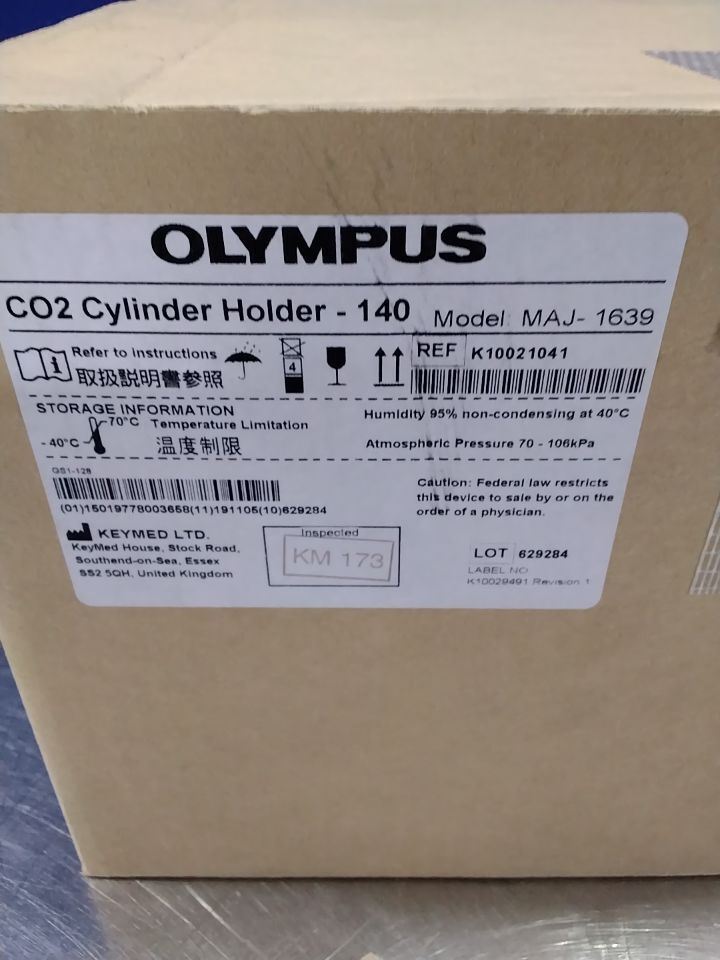 OLYMPUS
CO2 Cylinder Holder - 140 Model MAJ- 1639
Refer to instructions
取扱説明書参照
4
REF K10021041
STORAGE INFORMATION
70°C Temperature Limitation
- 40°C 温度制限
Humidity 95% non-condensing at 40°C
Atmospheric Pressure 70 - 106kPa
GS1-128
(01)15019778003658(11)191105(10)629284
Caution: Federal law restricts
this device to sale by or on the
order of a physician.
KEYMED LTD.
KeyMed House, Stock Road,
Southend-on-Sea, Essex
SS2 5QH, United Kingdom
Inspected
KM 173
LOT 629284
LABEL NO
K10029491 Revision 1